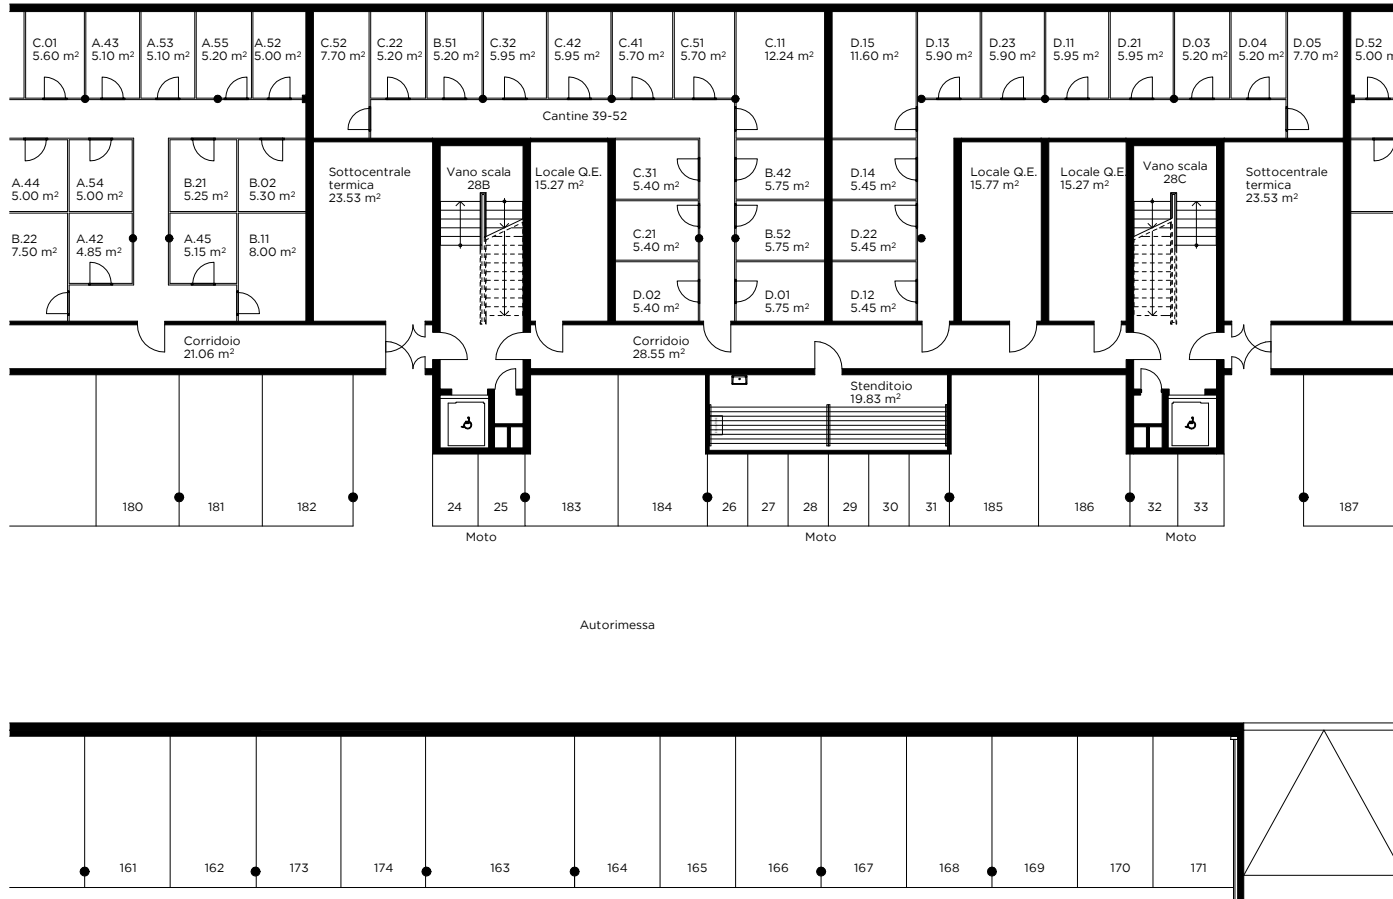 C.01
5.60 m²
A.43
5.10 m²
A.53
5.10 m²
A.55
5.20 m²
A.52
5.00 m²
C.52
7.70 m²
C.22
5.20 m²
B.51
5.20 m²
C.32
5.95 m²
C.42
5.95 m²
C.41
5.70 m²
C.51
5.70 m²
C.11
12.24 m²
D.15
11.60 m²
D.13
5.90 m²
D.23
5.90 m²
D.11
5.95 m²
D.21
5.95 m²
D.03
5.20 m²
D.04
5.20 m²
D.05
7.70 m²
D.52
5.00 m
Cantine 39-52
A.44
5.00 m²
A.54
5.00 m²
B.21
5.25 m²
B.02
5.30 m²
Sottocentrale
termica
23.53 m²
Vano scala
28B
Locale Q.E.
15.27 m²
C.31
5.40 m²
B.42
5.75 m²
D.14
5.45 m²
Locale Q.E.
15.77 m²
Locale Q.E.
15.27 m²
Vano scala
28C
Sottocentrale
termica
23.53 m²
B.22
7.50 m²
A.42
4.85 m²
A.45
5.15 m²
B.11
8.00 m²
C.21
5.40 m²
B.52
5.75 m²
D.22
5.45 m²
D.02
5.40 m²
D.01
5.75 m²
D.12
5.45 m²
Corridoio
21.06 m²
Corridoio
28.55 m²
Stenditoio
19.83 m²
180
181
182
24
25
183
184
26
27
28
29
30
31
185
186
32
33
187
Moto
Moto
Moto
Autorimessa
161
162
173
174
163
164
165
166
167
168
169
170
171